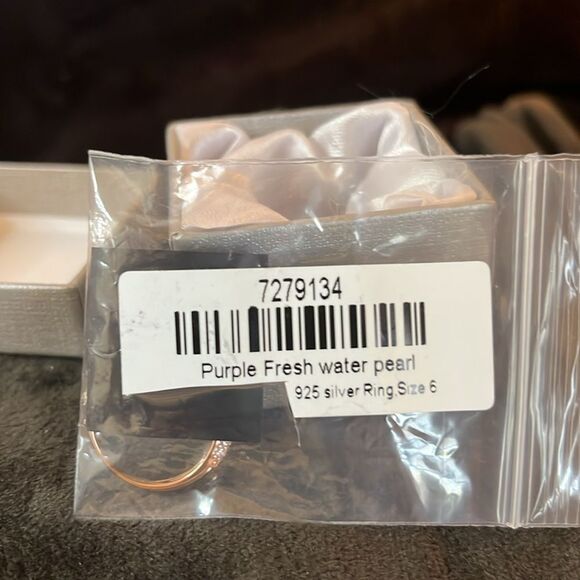 7279134
Purple Fresh water pearl
925 silver Ring,Size 6